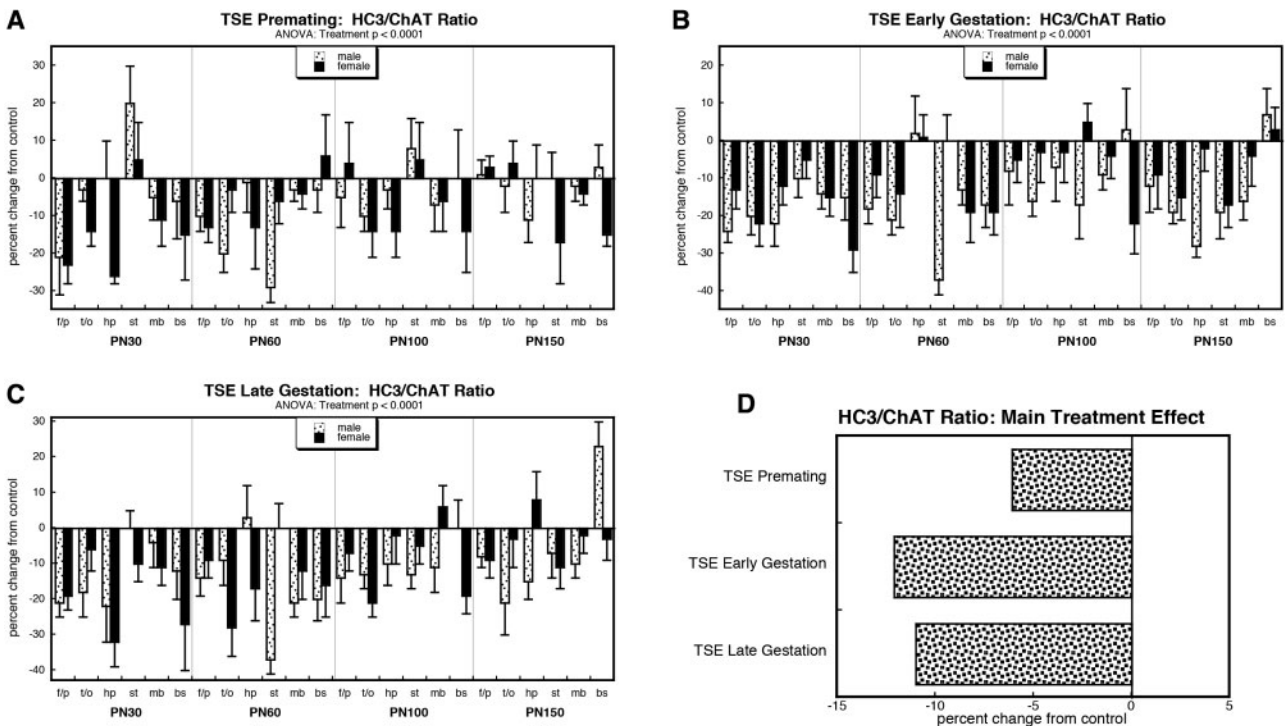 A
TSE Premating: HC3/ChAT Ratio
ANOVA: Treatment p < 0.0001
male
female
percent change from control
30
20
10
0
-10
-20
-30
f/p t/o hp st mb bs f/p t/o hp st mb bs f/p t/o hp st mb bs f/p t/o hp st mb bs
PN30 PN60 PN100 PN150
B
TSE Early Gestation: HC3/ChAT Ratio
ANOVA: Treatment p < 0.0001
male
female
percent change from control
20
10
0
-10
-20
-30
-40
f/p t/o hp st mb bs f/p t/o hp st mb bs f/p t/o hp st mb bs f/p t/o hp st mb bs
PN30 PN60 PN100 PN150
C
TSE Late Gestation: HC3/ChAT Ratio
ANOVA: Treatment p < 0.0001
male
female
percent change from control
30
20
10
0
-10
-20
-30
-40
f/p t/o hp st mb bs f/p t/o hp st mb bs f/p t/o hp st mb bs f/p t/o hp st mb bs
PN30 PN60 PN100 PN150
D
HC3/ChAT Ratio: Main Treatment Effect
TSE Premating
TSE Early Gestation
TSE Late Gestation
-15 -10 -5 0 5
percent change from control